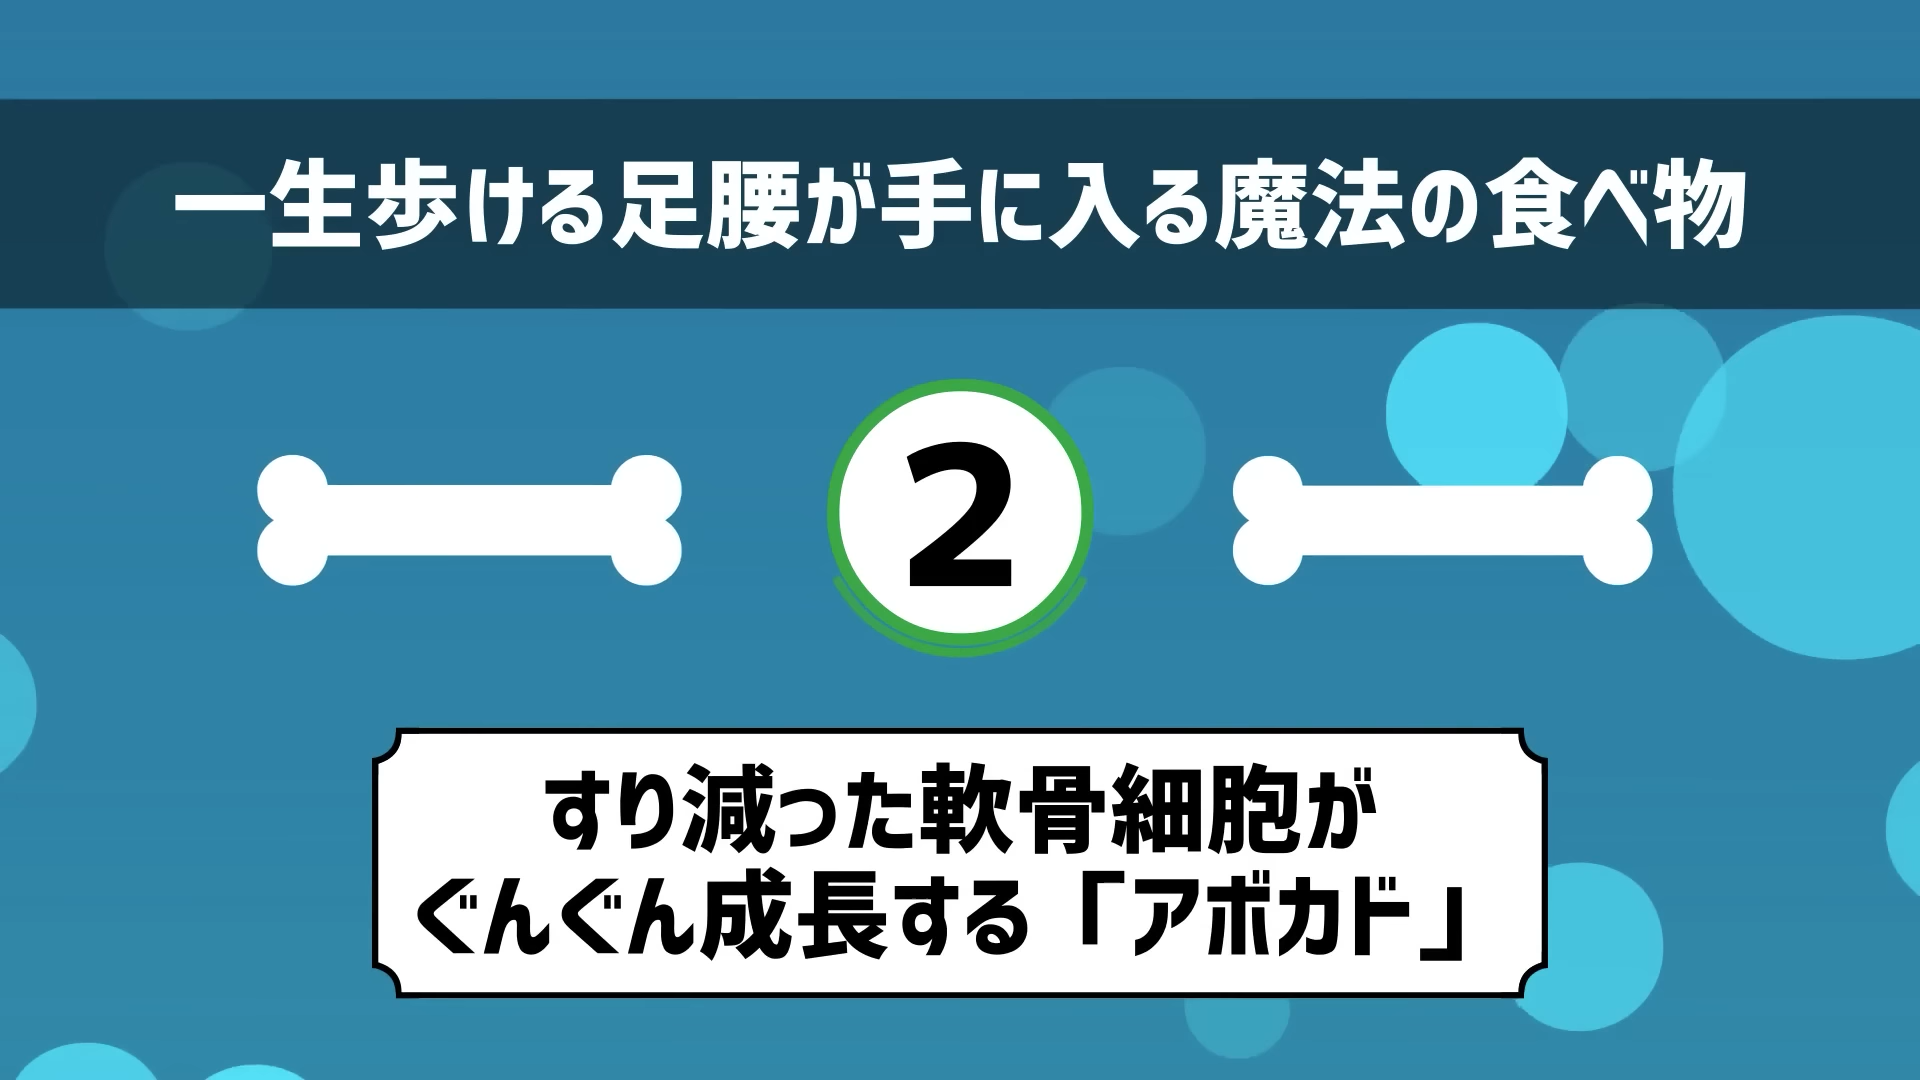 一生歩ける足腰が手に入る魔法の食べ物
2
すり減った軟骨細胞が
ぐんぐん成長する「アボカド」